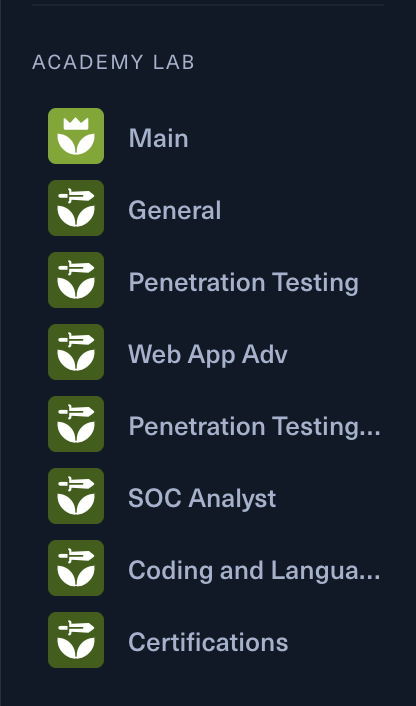 ACADEMY LAB
Main
General
Penetration Testing
Web App Adv
Penetration Testing...
SOC Analyst
Coding and Langua...
Certifications